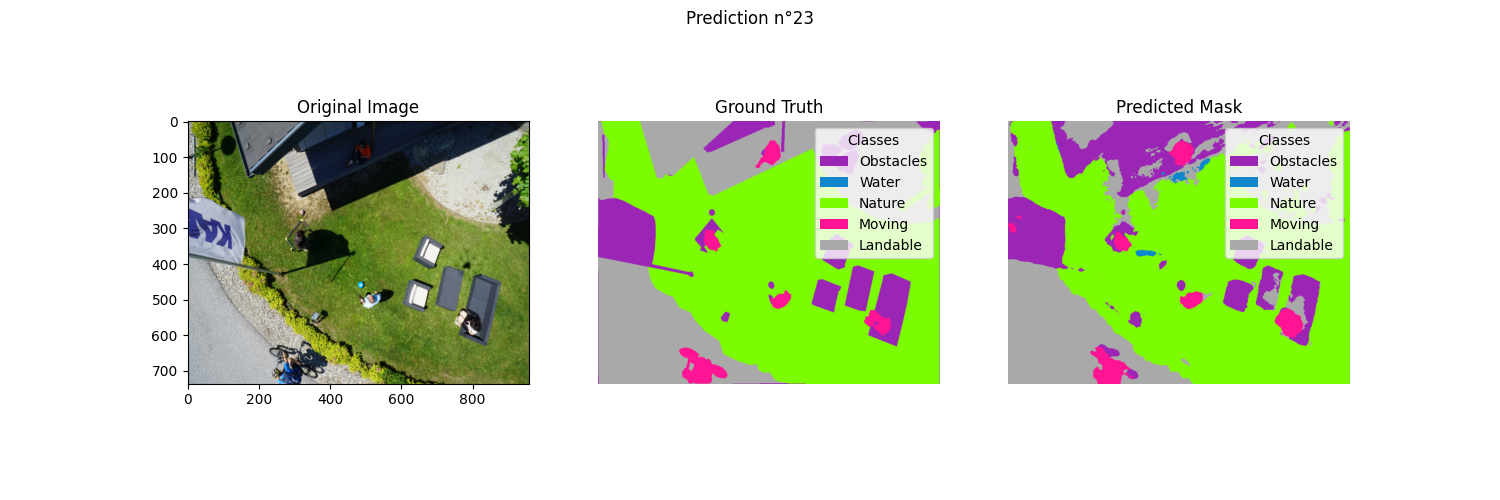 Prediction n°23
Original Image
0
100
200
300
400
500
600
700
0
200
400
600
800
Ground Truth
Classes
Obstacles
Water
Nature
Moving
Landable
Predicted Mask
Classes
Obstacles
Water
Nature
Moving
Landable